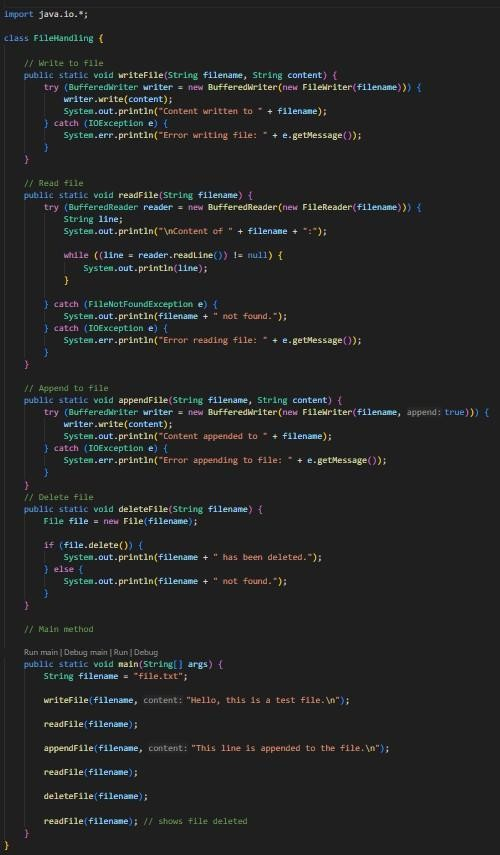 import java.io.*;
class FileHandling {
// Write to file
public static void writeFile(String filename, String content) {
try (BufferedWriter writer = new BufferedWriter(new FileWriter(filename))) {
writer.write(content);
System.out.println("Content written to " + filename);
} catch (IOException e) {
System.err.println("Error writing file: " + e.getMessage());
}
}
// Read file
public static void readFile(String filename) {
try (BufferedReader reader = new BufferedReader(new FileReader(filename))) {
String line;
System.out.println("\nContent of " + filename + ":");
while ((line = reader.readLine()) != null) {
System.out.println(line);
}
} catch (FileNotFoundException e) {
System.out.println(filename + " not found.");
} catch (IOException e) {
System.err.println("Error reading file: " + e.getMessage());
}
}
// Append to file
public static void appendFile(String filename, String content) {
try (BufferedWriter writer = new BufferedWriter(new FileWriter(filename, append: true))) {
writer.write(content);
System.out.println("Content appended to " + filename);
} catch (IOException e) {
System.err.println("Error appending to file: " + e.getMessage());
}
}
// Delete file
public static void deleteFile(String filename) {
File file = new File(filename);
if (file.delete()) {
System.out.println(filename + " has been deleted.");
} else {
System.out.println(filename + " not found.");
}
}
// Main method
Run main | Debug main | Run | Debug
public static void main(String[] args) {
String filename = "file.txt";
writeFile(filename, content: "Hello, this is a test file.\n");
readFile(filename);
appendFile(filename, content: "This line is appended to the file.\n");
readFile(filename);
deleteFile(filename);
readFile(filename); // shows file deleted
}
}